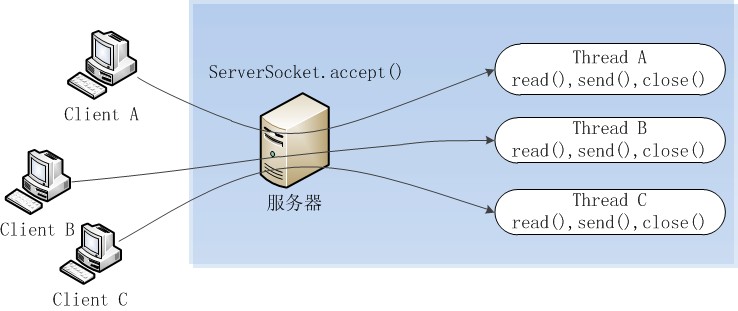 ServerSocket.accept()
Client A
Client B
Client C
服务器
Thread A
read(),send(),close()
Thread B
read(),send(),close()
Thread C
read(),send(),close()